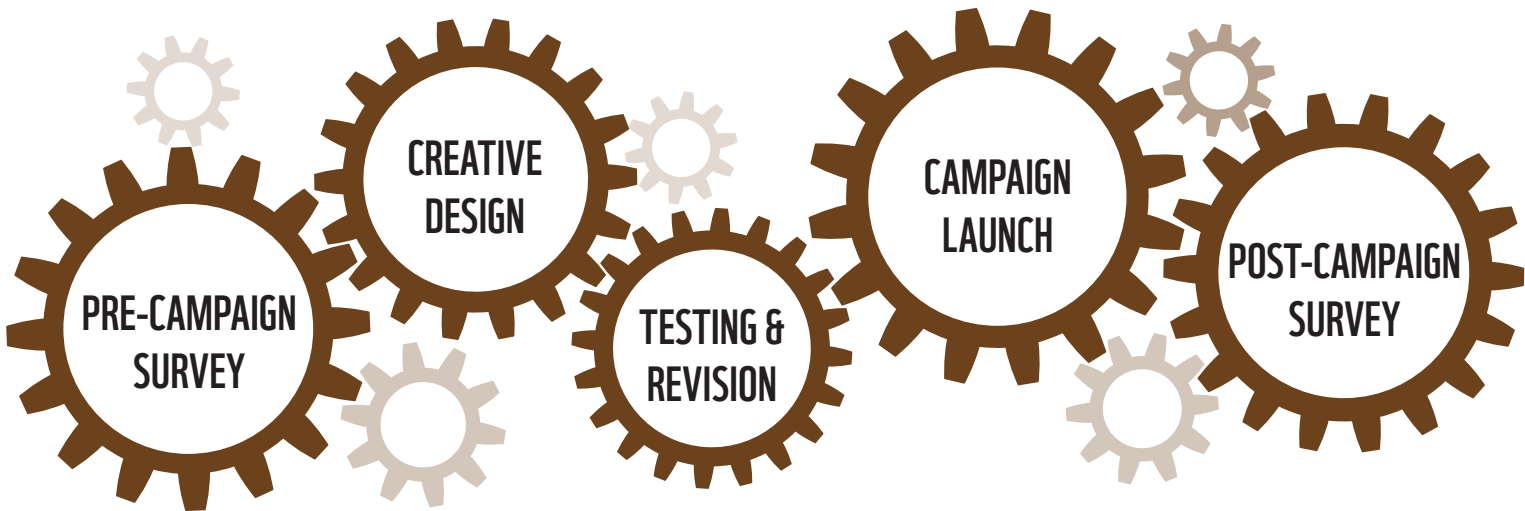 PRE-CAMPAIGN
SURVEY
CREATIVE
DESIGN
TESTING &
REVISION
CAMPAIGN
LAUNCH
POST-CAMPAIGN
SURVEY